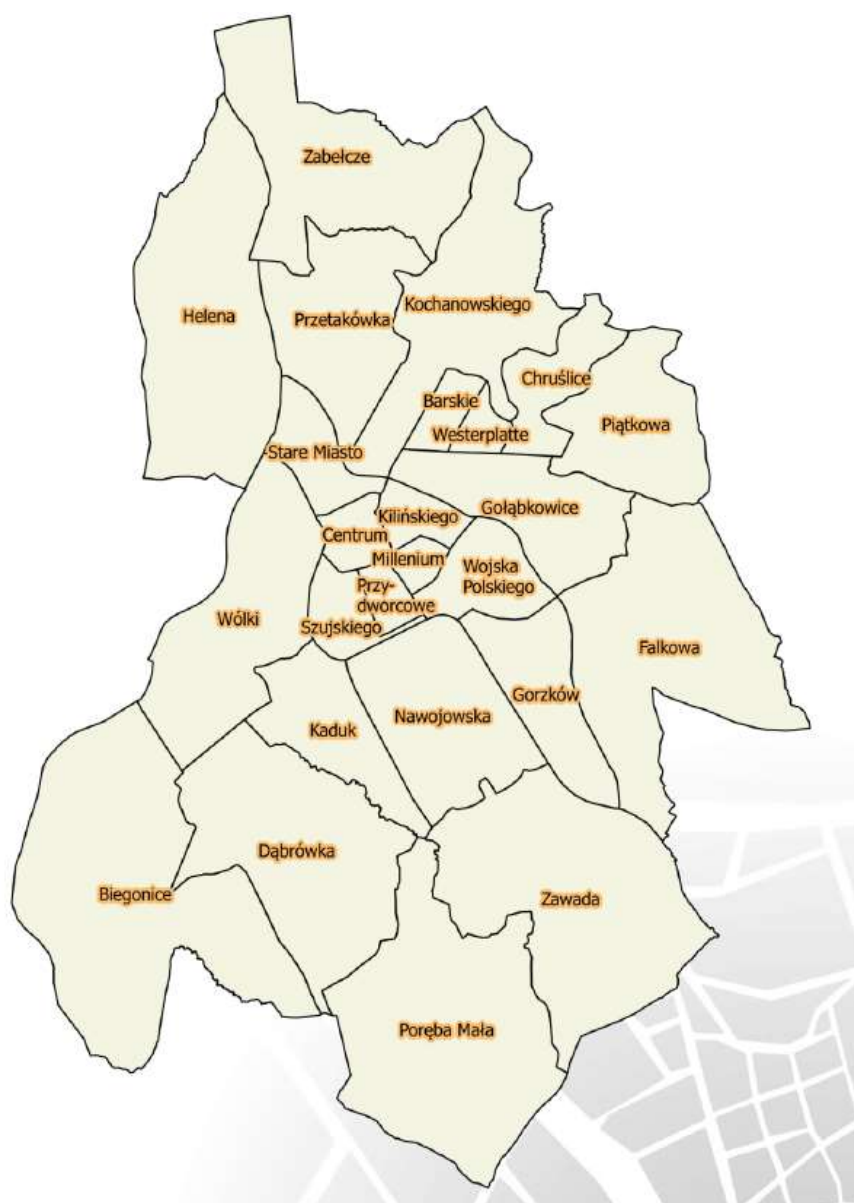 Zabełcze
Helena
Przetakówka
Kochanowskiego
Chruślice
Barskie
Piątkowa
Westerplatte
Stare Miasto
Gołąbkowice
Kilińskiego
Centrum
Millenium
Wojska
Polskiego
Przy-
dworcowe
Wólki
Szujskiego
Falkowa
Gorzków
Nawojowska
Kaduk
Dąbrówka
Biegonice
Zawada
Poręba Mała